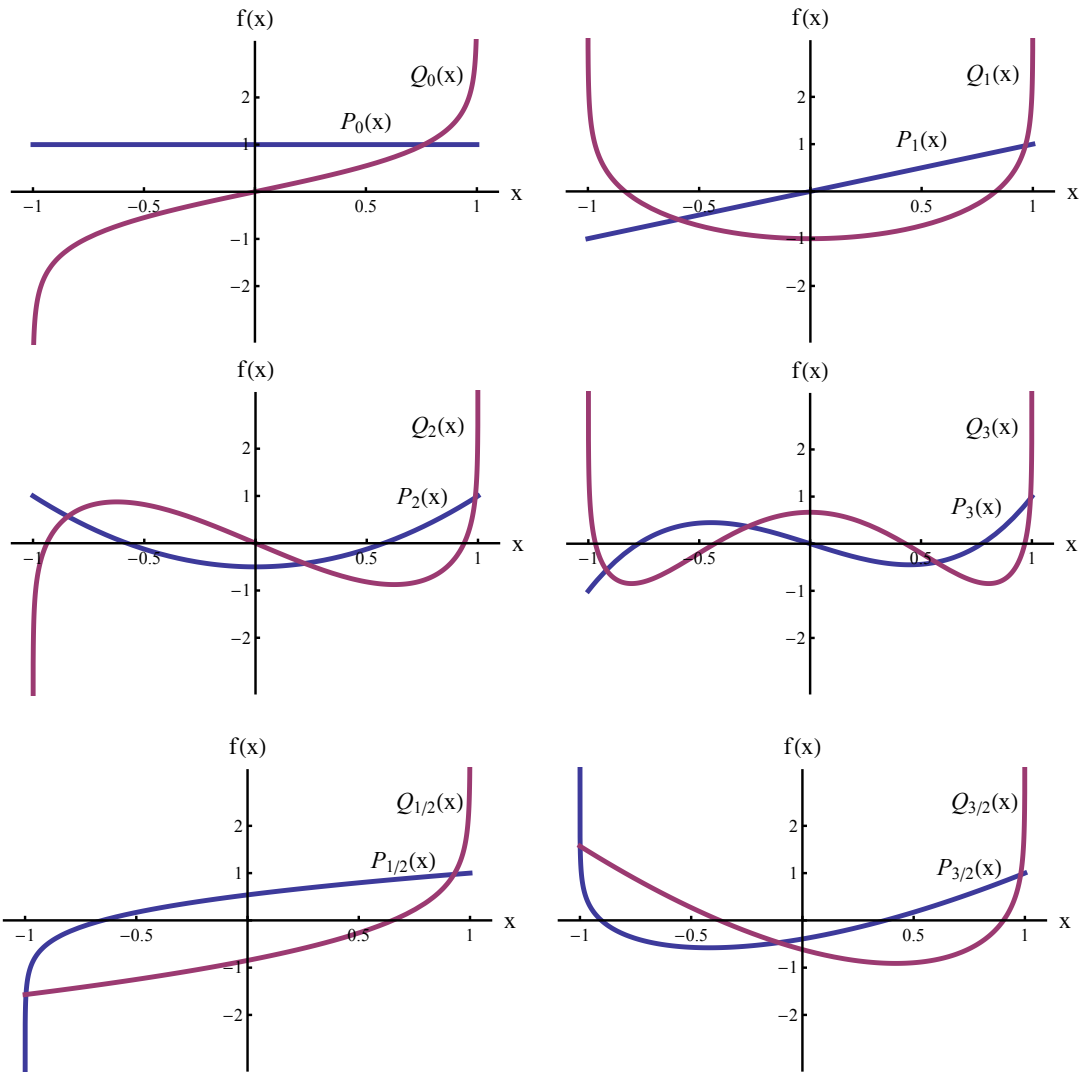 f(x)
Q0(x)
P0(x)
2
1
-1 -0.5 0.5 1 x
-1
-2
f(x)
Q1(x)
P1(x)
2
1
-1 -0.5 0.5 1 x
-1
-2
f(x)
Q2(x)
P2(x)
2
1
-1 -0.5 0.5 1 x
-1
-2
f(x)
Q3(x)
P3(x)
2
1
-1 -0.5 0.5 1 x
-1
-2
f(x)
Q1/2(x)
P1/2(x)
2
1
-1 -0.5 0.5 1 x
-1
-2
f(x)
Q3/2(x)
P3/2(x)
2
1
-1 -0.5 0.5 1 x
-1
-2